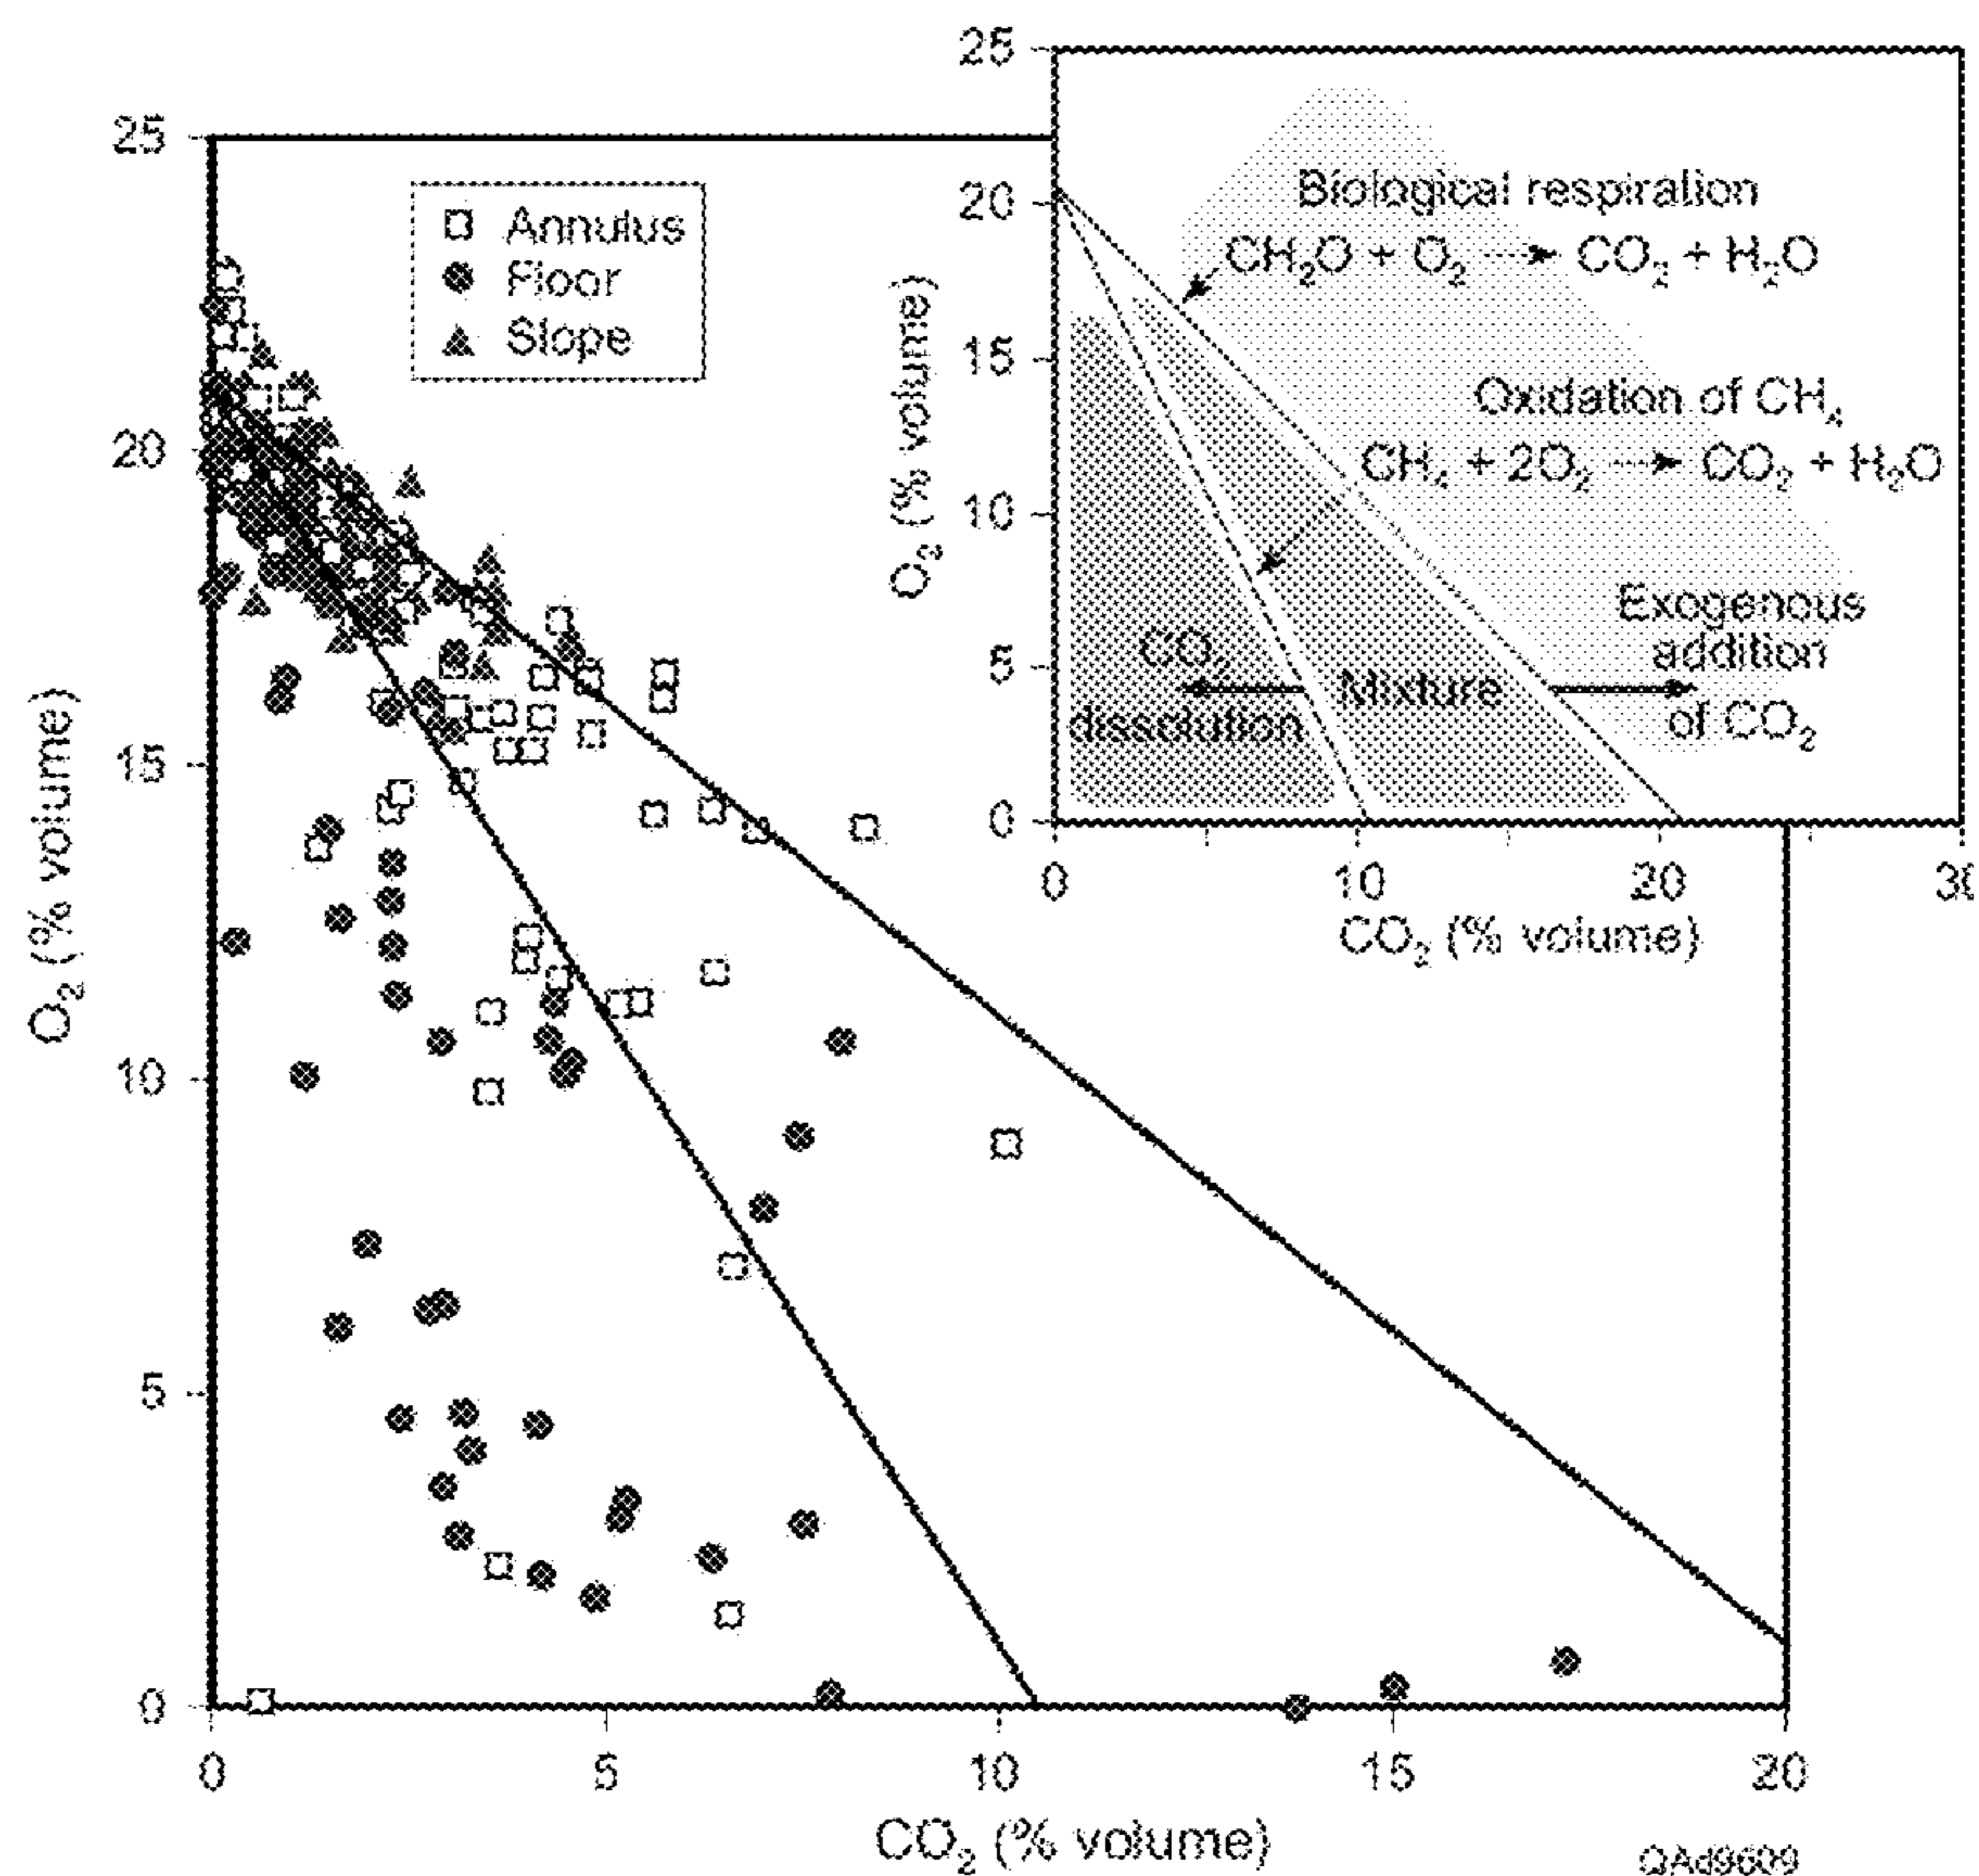 25
20
15
10
5
0
O₂ (% volume)
Annulus
Floor
Slope
0
5
10
15
20
CO₂ (% volume)
25
20
15
10
5
0
O₂ (% volume)
Biological respiration
CH₂O + O₂ → CO₂ + H₂O
Oxidation of CH₄
CH₄ + 2O₂ → CO₂ + H₂O
Exogenous
addition
of CO₂
CO₂
dissolution
Mixture
0
10
20
CO₂ (% volume)
QAd9609